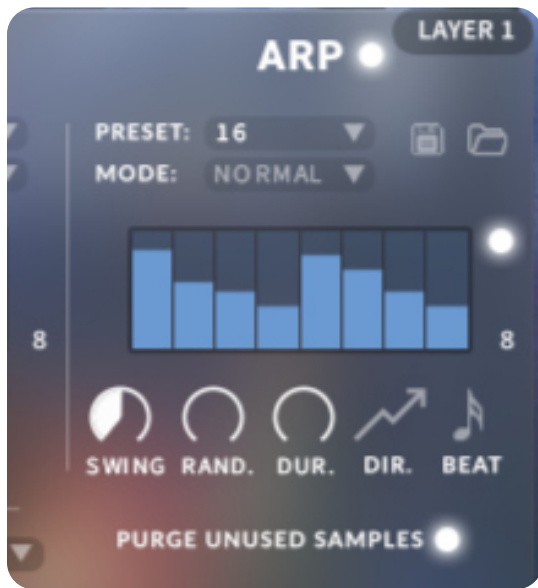 LAYER 1
ARP
PRESET: 16
MODE: NORMAL
8 8
SWING RAND. DUR. DIR. BEAT
PURGE UNUSED SAMPLES